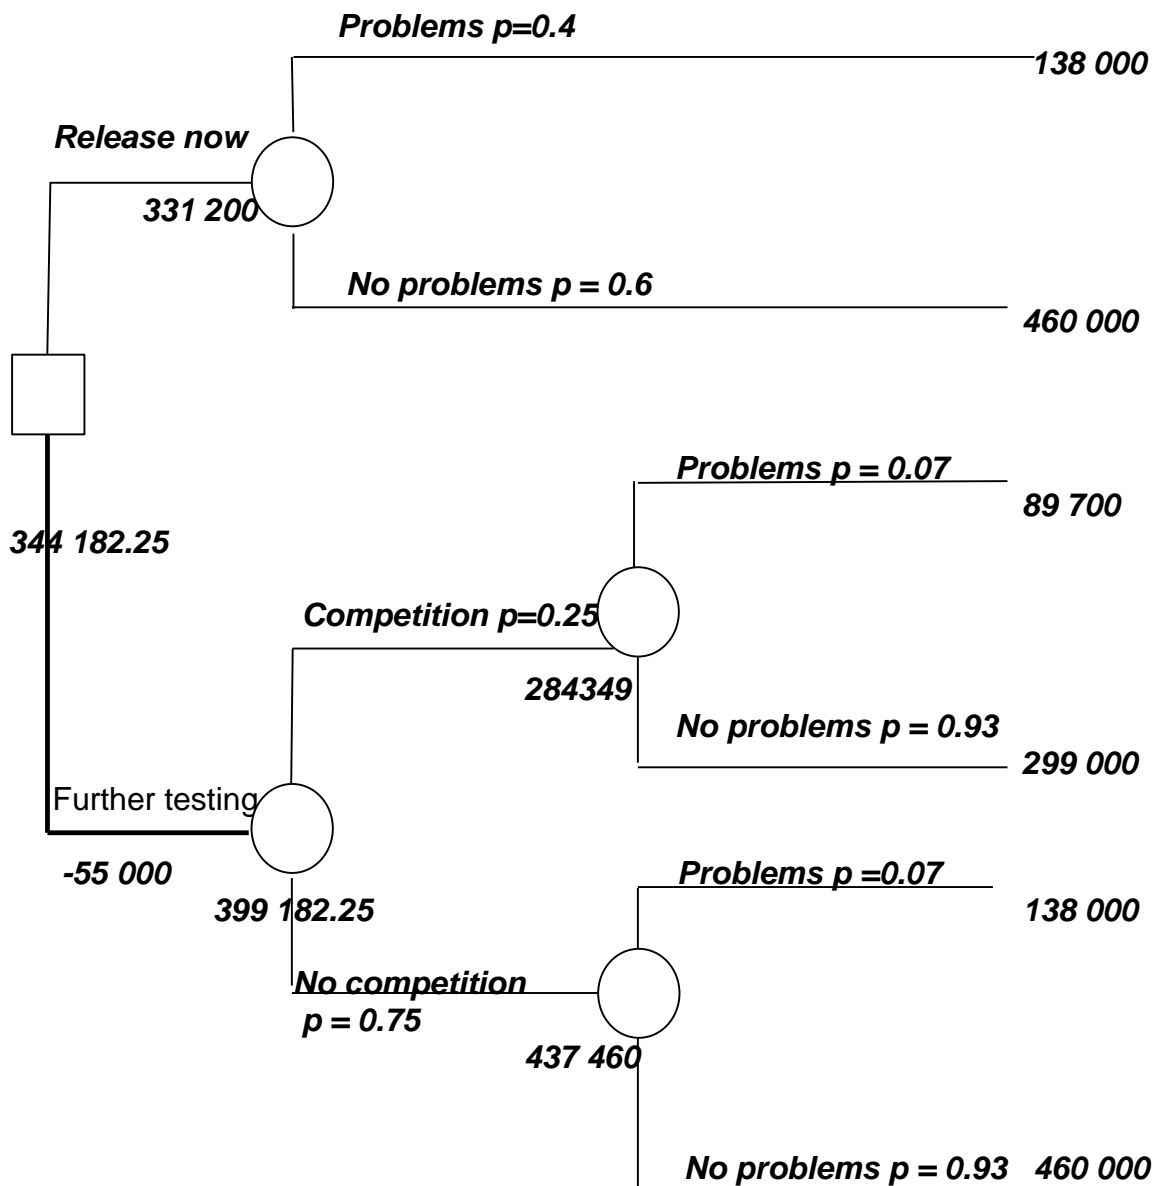 Problems p=0.4
138 000
Release now
331 200
No problems p = 0.6
460 000
Problems p = 0.07
89 700
344 182.25
Competition p=0.25
284349
No problems p = 0.93
299 000
Further testing
-55 000
399 182.25
Problems p =0.07
138 000
No competition
p = 0.75
437 460
No problems p = 0.93 460 000